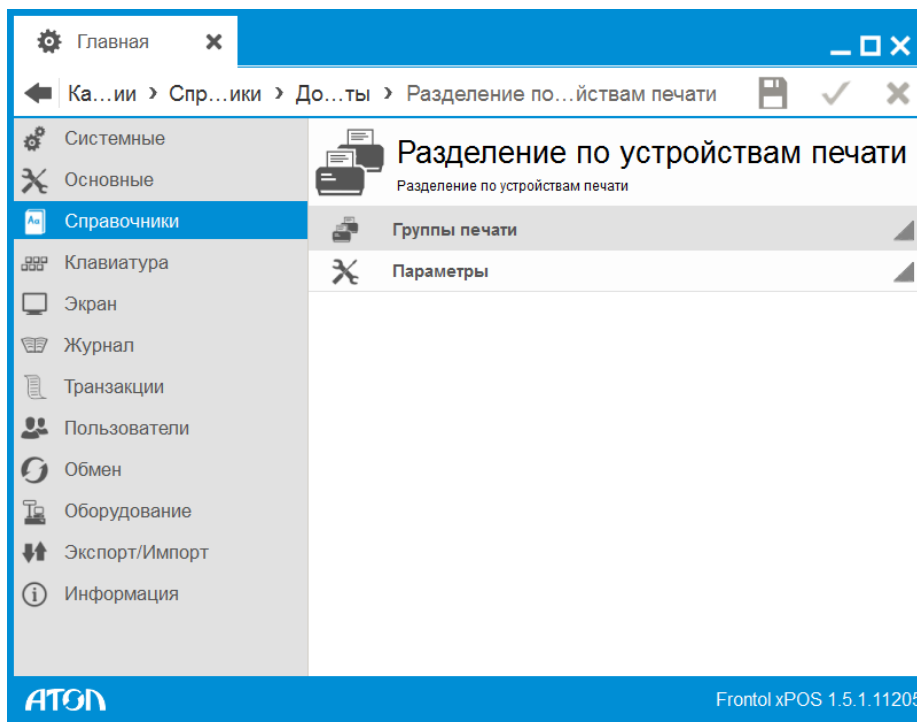 Главная
Ка…ии › Спр…ики › До…ты › Разделение по…йствам печати
Системные
Основные
Справочники
Клавиатура
Экран
Журнал
Транзакции
Пользователи
Обмен
Оборудование
Экспорт/Импорт
Информация
Разделение по устройствам печати
Разделение по устройствам печати
Группы печати
Параметры
АТОЛ
Frontol xPOS 1.5.1.11205